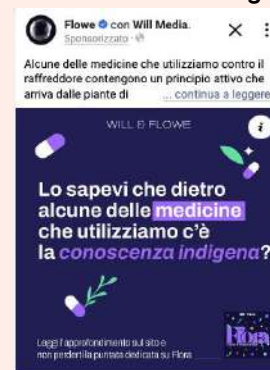 Flowe con Will Media.
Sponsorizzato ·
Alcune delle medicine che utilizziamo contro il
raffreddore contengono un principio attivo che
arriva dalle piante di ... continua a leggere
WILL & FLOWE
i
Lo sapevi che dietro
alcune delle medicine
che utilizziamo c'è
la conoscenza indigena?
Leggi l'approfondimento sul sito e
non perderti la puntata dedicata su Flora
Flora